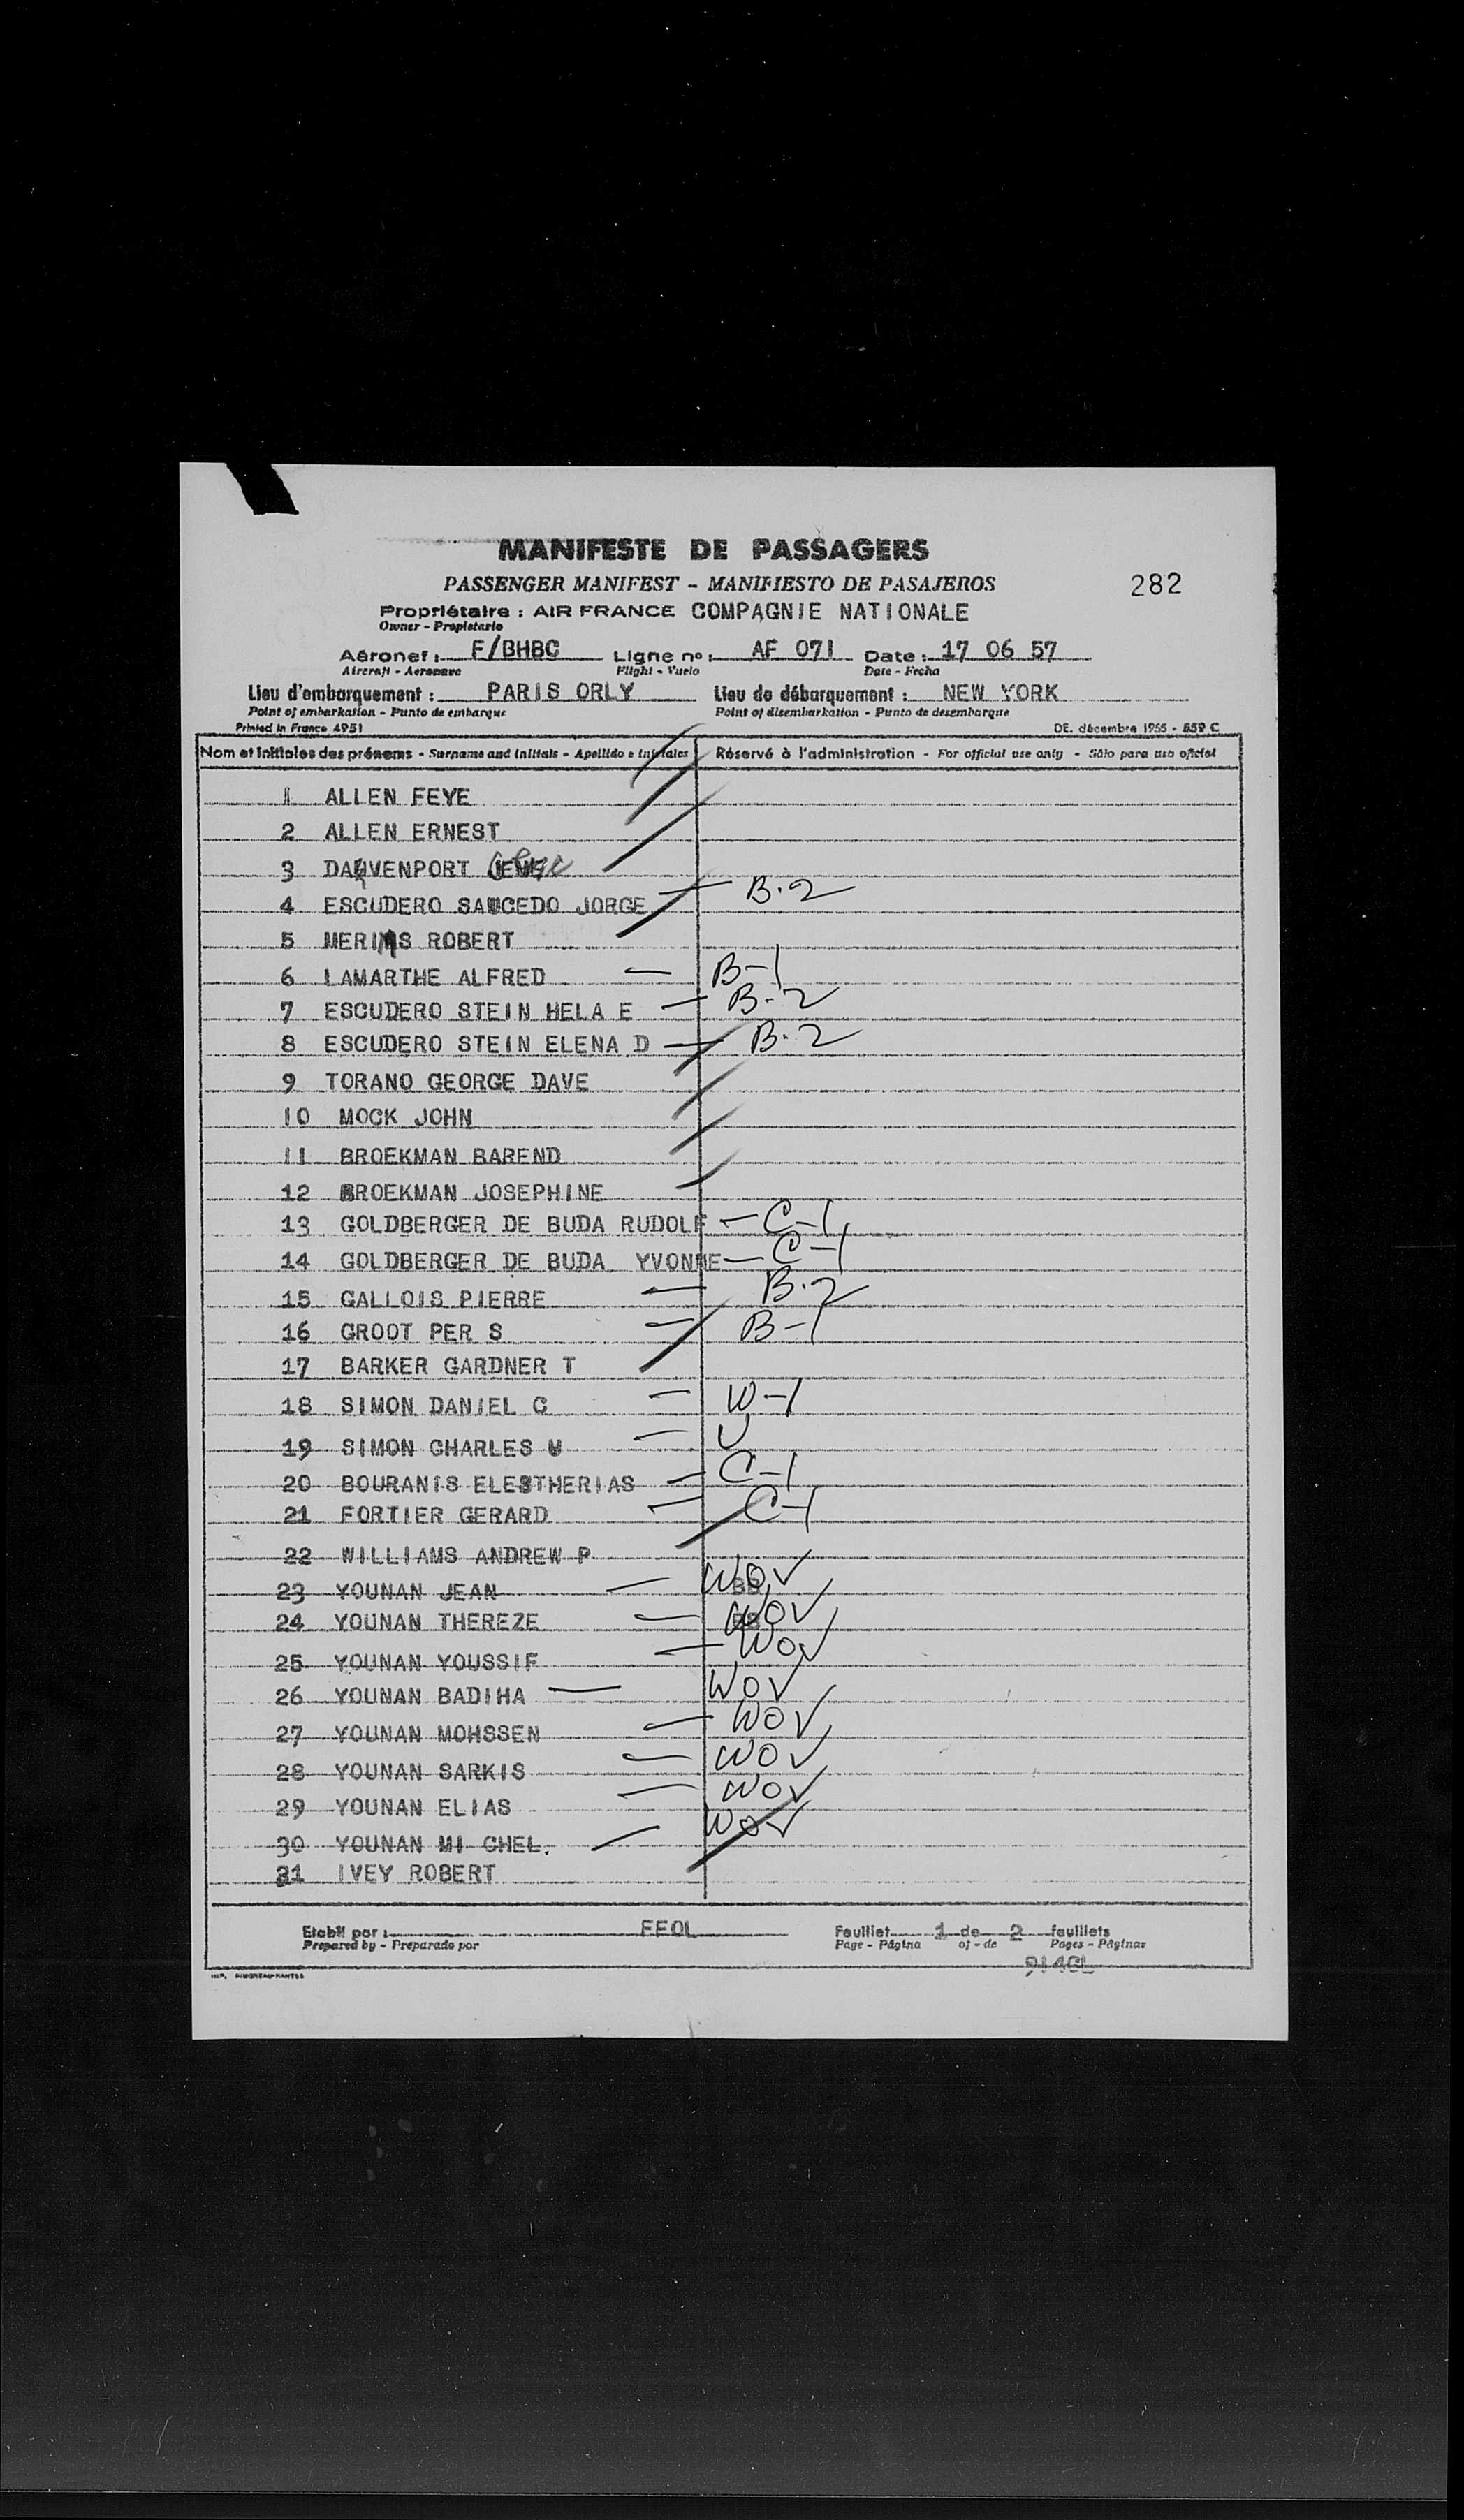 MANIFESTE DE PASSAGERS
PASSENGER MANIFEST - MANIFIESTO DE PASAJEROS 282
Propriétaire : AIR FRANCE COMPAGNIE NATIONALE
Owner - Propietario
Aéronef : F/BHBC Ligne no : AF 071 Date : 17 06 57
Aircraft - Aeronave Flight - Vuelo Date - Fecha
Lieu d'embarquement : PARIS ORLY Lieu de débarquement : NEW YORK
Point of embarkation - Punto de embarque Point of disembarkation - Punto de desembarque
Printed in France 4951 DE. décembre 1955 - 859 C
Nom et initiales des prénoms - Surname and initials - Apellido e iniciales Réservé à l'administration - For official use only - Sólo para uso oficial
1 ALLEN FEYE
2 ALLEN ERNEST
3 DAVENPORT
4 ESCUDERO SAUCEDO JORGE B-2
5 ROBERT
6 LAMARTHE ALFRED B-1
7 ESCUDERO STEIN HELA E B-2
8 ESCUDERO STEIN ELENA D B-2
9 TORANO GEORGE DAVE
10 MOCK JOHN
11 BROEKMAN BAREND
12 BROEKMAN JOSEPHINE
13 GOLDBERGER DE BUDA RUDOLF C-1
14 GOLDBERGER DE BUDA YVONNE C-1
15 GALLOIS PIERRE B-2
16 GROOT PER S B-1
17 BARKER GARDNER T
18 SIMON DANIEL C W-1
19 SIMON CHARLES W U
20 BOURANIS ELESTHERIAS C-1
21 FORTIER GERARD C-1
22 WILLIAMS ANDREW P
23 YOUNAN JEAN WOV
24 YOUNAN THEREZE WOV
25 YOUNAN YOUSSIF WOV
26 YOUNAN BADIHA WOV
27 YOUNAN MOHSSEN WOV
28 YOUNAN SARKIS WOV
29 YOUNAN ELIAS WOV
30 YOUNAN MI CHEL. WOV
31 IVEY ROBERT
Etabli por : FFOL Feuillet 1 de 2 feuillets
Prepared by - Preparado por Page - Página of - de Pages - Páginas